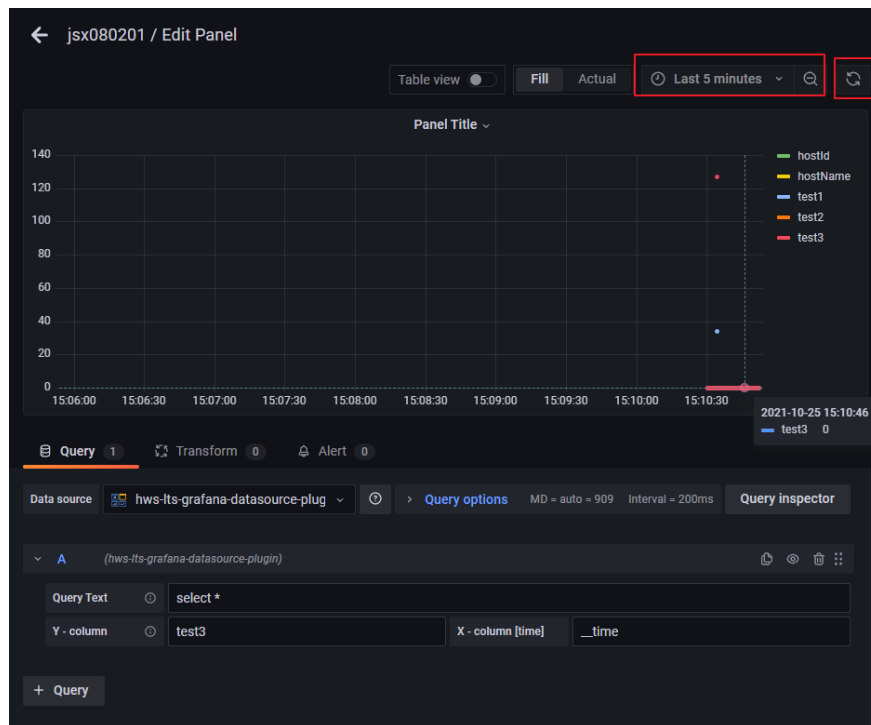 jsx080201 / Edit Panel
Table view Fill Actual Last 5 minutes
Panel Title
140
120
100
80
60
40
20
0
hostId
hostName
test1
test2
test3
15:06:00 15:06:30 15:07:00 15:07:30 15:08:00 15:08:30 15:09:00 15:09:30 15:10:00 15:10:30
2021-10-25 15:10:46
test3 0
Query 1 Transform 0 Alert 0
Data source hws-lts-grafana-datasource-plug Query options MD = auto = 909 Interval = 200ms Query inspector
A (hws-lts-grafana-datasource-plugin)
Query Text select *
Y - column test3 X - column [time] __time
+ Query